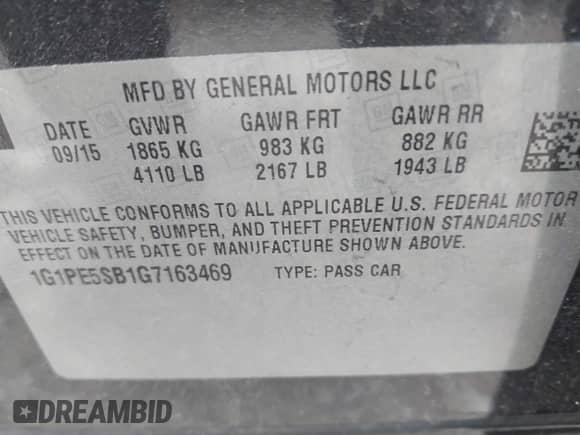 MFD BY GENERAL MOTORS LLC
DATE GVWR GAWR FRT GAWR RR
09/15 1865 KG 983 KG 882 KG
4110 LB 2167 LB 1943 LB
THIS VEHICLE CONFORMS TO ALL APPLICABLE U.S. FEDERAL MOTOR
VEHICLE SAFETY, BUMPER, AND THEFT PREVENTION STANDARDS IN
EFFECT ON THE DATE OF MANUFACTURE SHOWN ABOVE.
1G1PE5SB1G7163469 TYPE: PASS CAR
DREAMBID